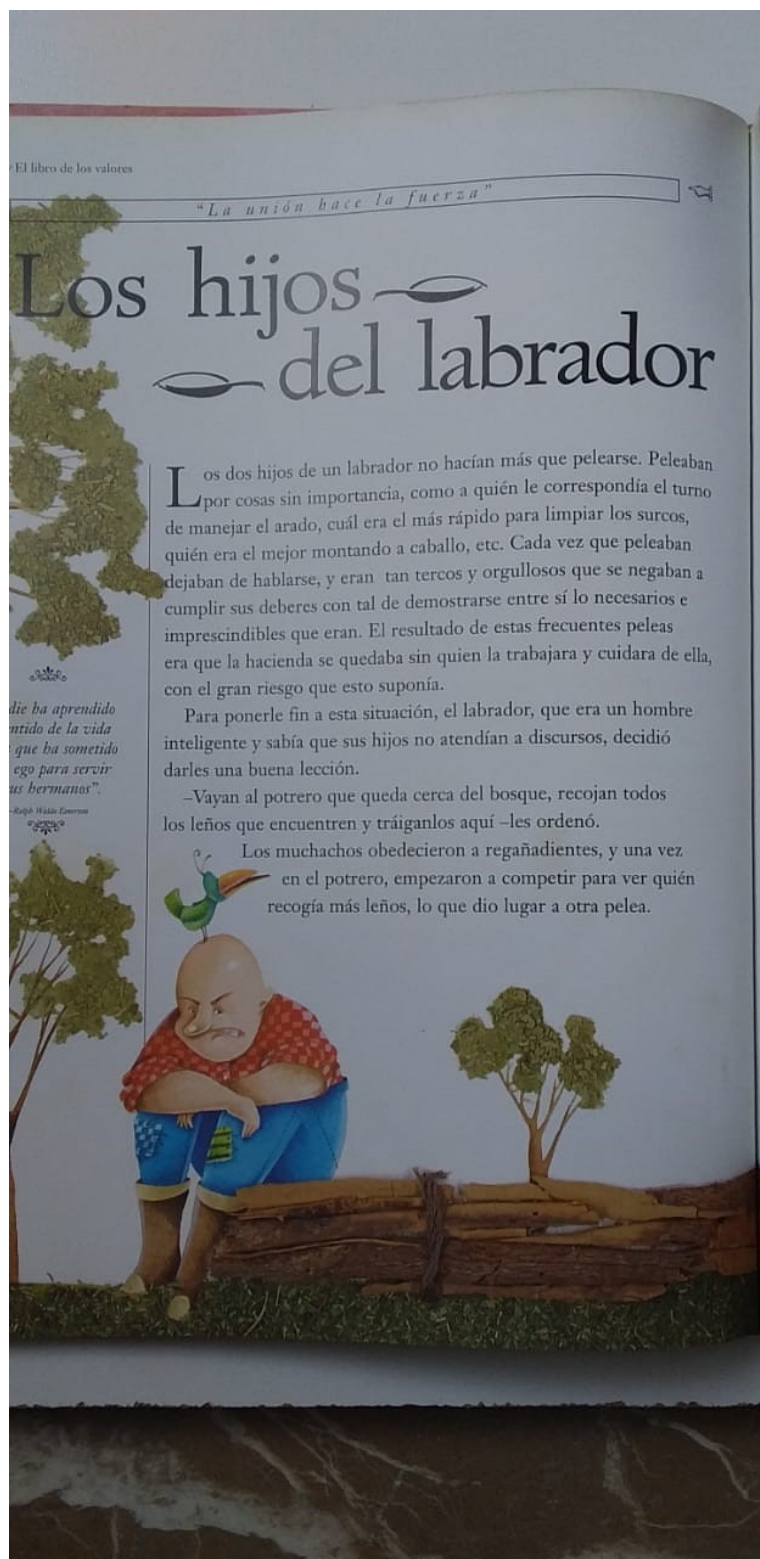 El libro de los valores
"La unión hace la fuerza"
Los hijos
del labrador
Los dos hijos de un labrador no hacían más que pelearse. Peleaban
por cosas sin importancia, como a quién le correspondía el turno
de manejar el arado, cuál era el más rápido para limpiar los surcos,
quién era el mejor montando a caballo, etc. Cada vez que peleaban
dejaban de hablarse, y eran tan tercos y orgullosos que se negaban a
cumplir sus deberes con tal de demostrarse entre sí lo necesarios e
imprescindibles que eran. El resultado de estas frecuentes peleas
era que la hacienda se quedaba sin quien la trabajara y cuidara de ella,
con el gran riesgo que esto suponía.
Para ponerle fin a esta situación, el labrador, que era un hombre
inteligente y sabía que sus hijos no atendían a discursos, decidió
darles una buena lección.
–Vayan al potrero que queda cerca del bosque, recojan todos
los leños que encuentren y tráiganlos aquí –les ordenó.
Los muchachos obedecieron a regañadientes, y una vez
en el potrero, empezaron a competir para ver quién
recogía más leños, lo que dio lugar a otra pelea.
die ha aprendido
ntido de la vida
que ha sometido
ego para servir
us hermanos".
–Ralph Waldo Emerson